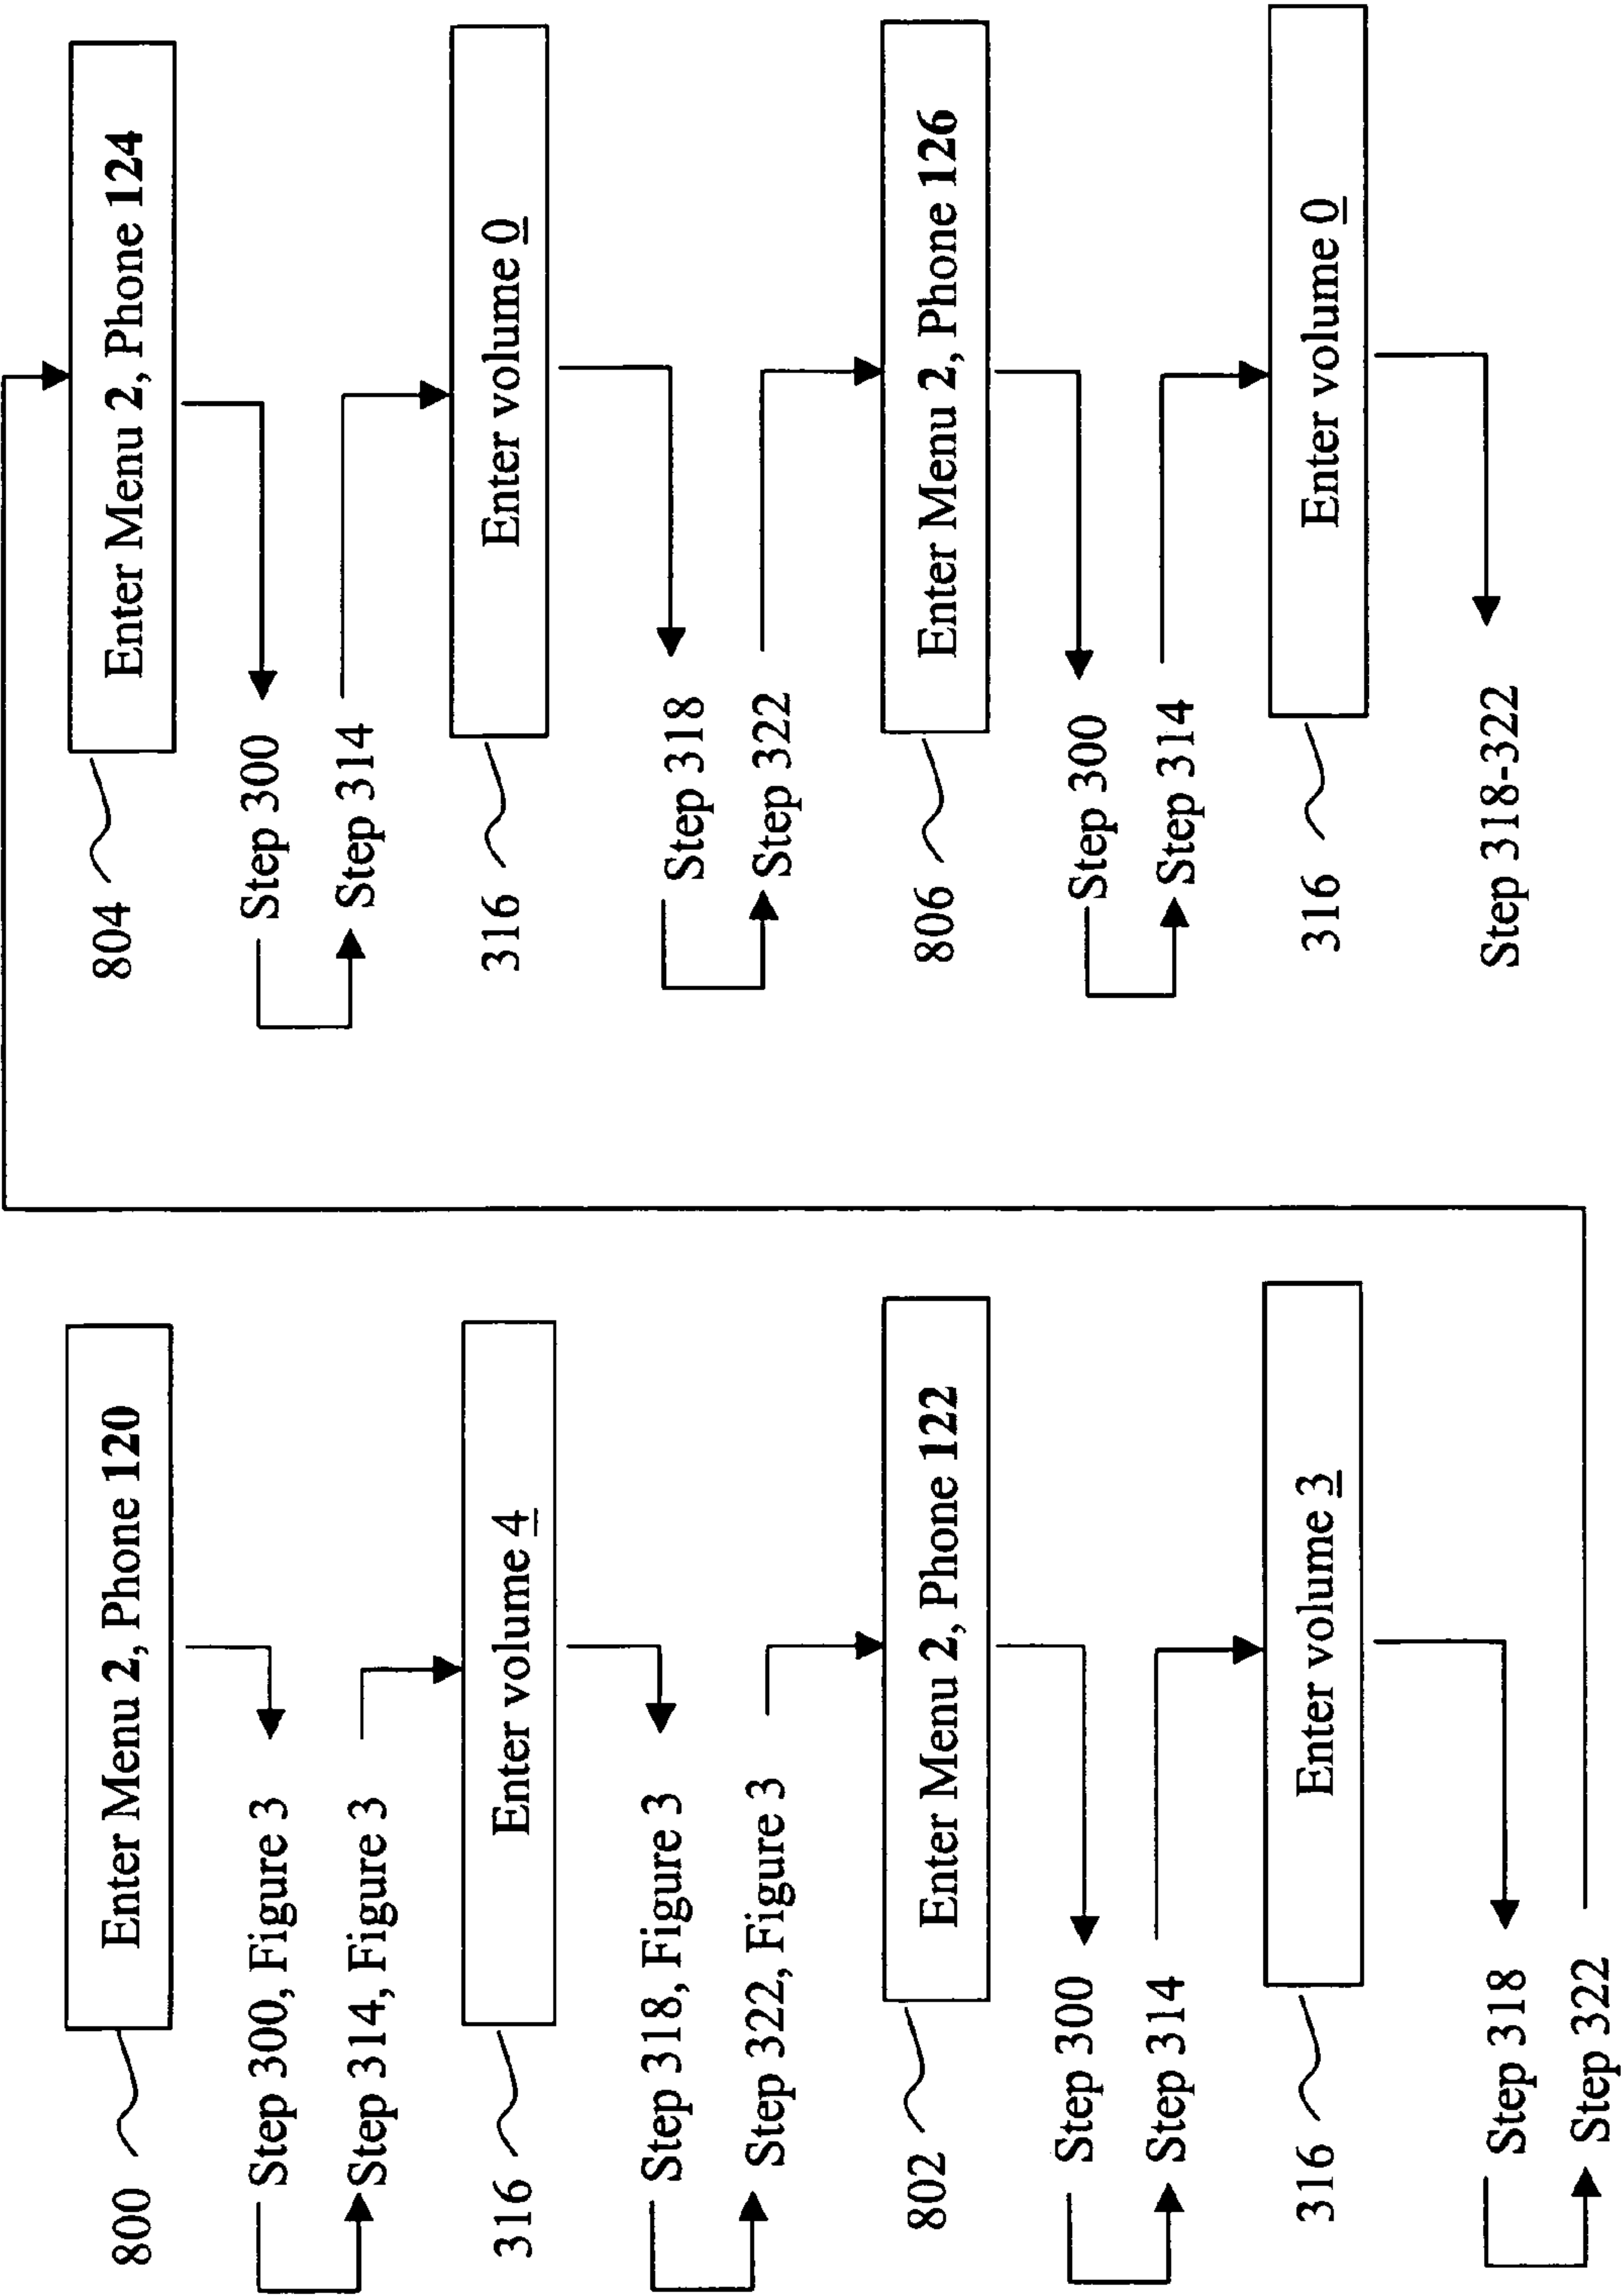 Enter Menu 2, Phone 120
800
Step 300, Figure 3
Step 314, Figure 3
Enter volume 4
316
Step 318, Figure 3
Step 322, Figure 3
Enter Menu 2, Phone 122
802
Step 300
Step 314
Enter volume 3
316
Step 318
Step 322
Enter Menu 2, Phone 124
804
Step 300
Step 314
Enter volume 0
316
Step 318
Step 322
Enter Menu 2, Phone 126
806
Step 300
Step 314
Enter volume 0
316
Step 318-322